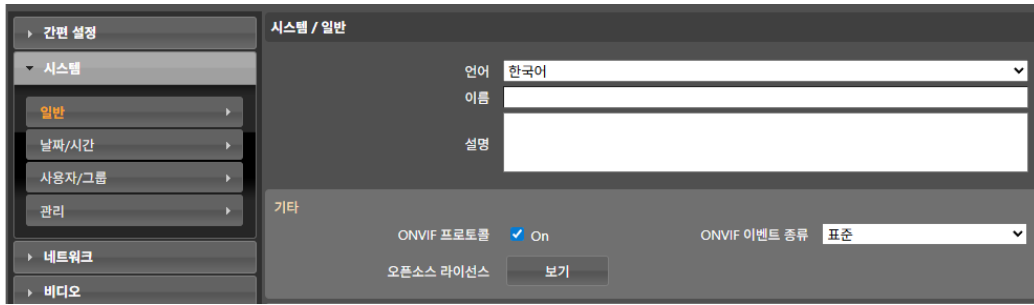 간편 설정
시스템
일반
날짜/시간
사용자/그룹
관리
네트워크
비디오
시스템 / 일반
언어 한국어
이름
설명
기타
ONVIF 프로토콜 On ONVIF 이벤트 종류 표준
오픈소스 라이선스 보기